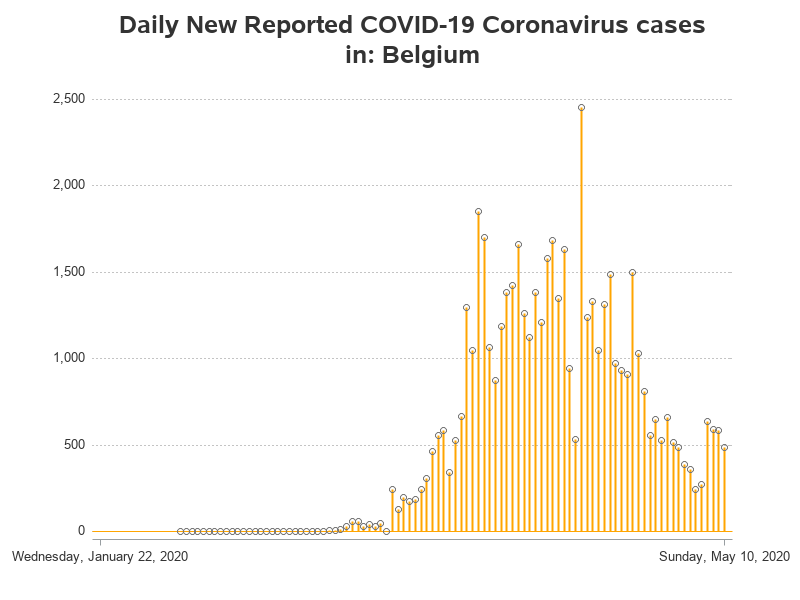 Daily New Reported COVID-19 Coronavirus cases
in: Belgium
2,500
2,000
1,500
1,000
500
0
Wednesday, January 22, 2020 Sunday, May 10, 2020